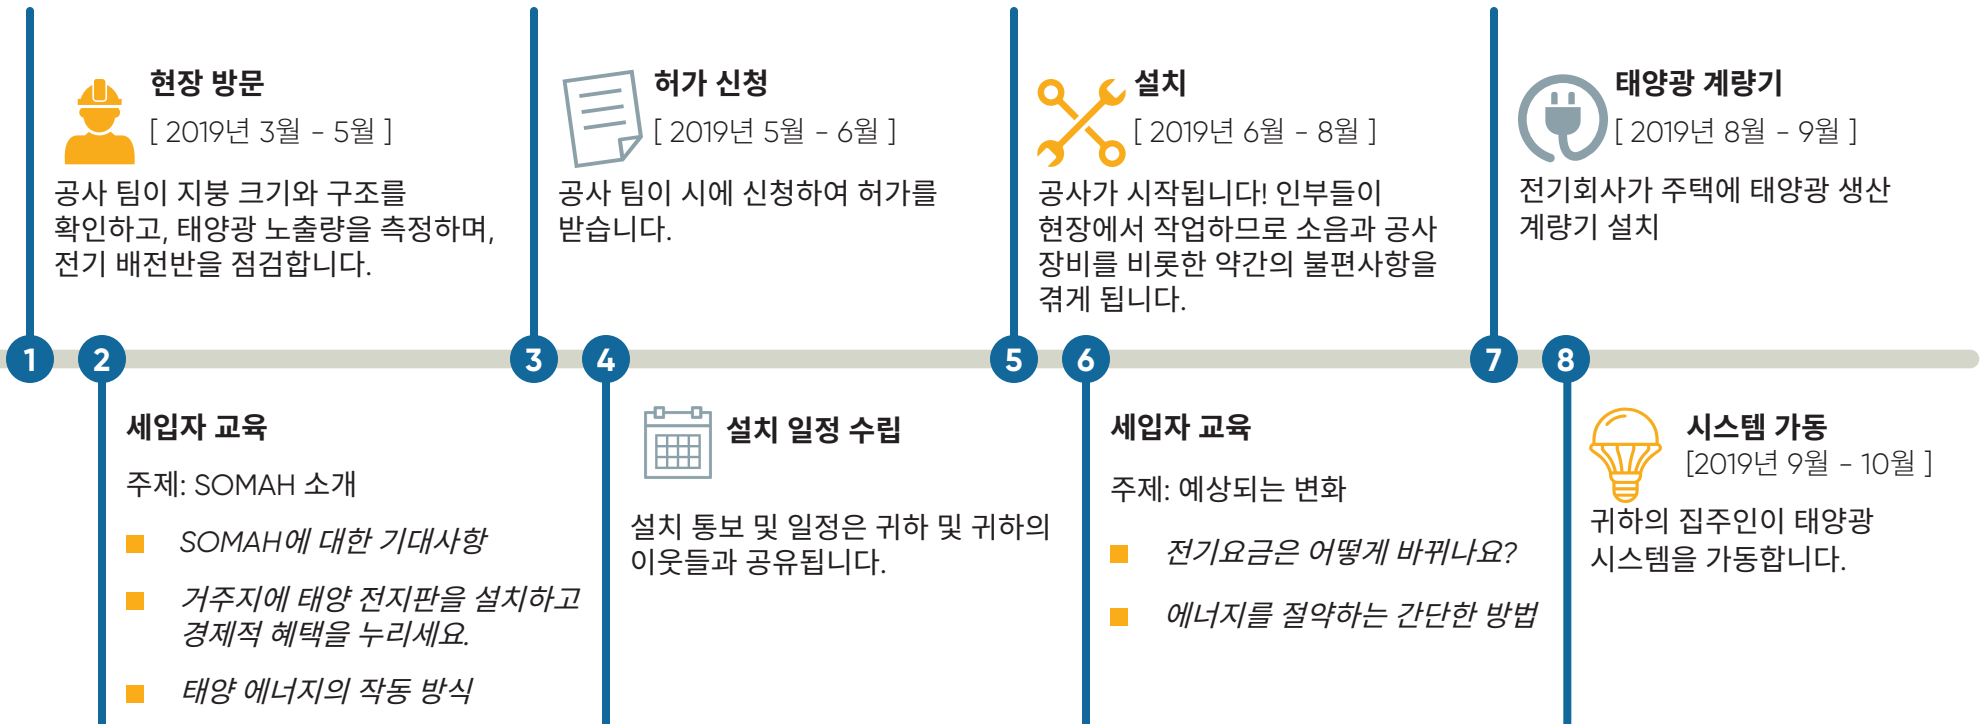 현장 방문
[ 2019년 3월 - 5월 ]
공사 팀이 지붕 크기와 구조를
확인하고, 태양광 노출량을 측정하며,
전기 배전반을 점검합니다.
허가 신청
[ 2019년 5월 - 6월 ]
공사 팀이 시에 신청하여 허가를
받습니다.
설치
[ 2019년 6월 - 8월 ]
공사가 시작됩니다! 인부들이
현장에서 작업하므로 소음과 공사
장비를 비롯한 약간의 불편사항을
겪게 됩니다.
태양광 계량기
[ 2019년 8월 - 9월 ]
전기회사가 주택에 태양광 생산
계량기 설치
1 2 3 4 5 6 7 8
세입자 교육
주제: SOMAH 소개
SOMAH에 대한 기대사항
거주지에 태양 전지판을 설치하고
경제적 혜택을 누리세요.
태양 에너지의 작동 방식
설치 일정 수립
설치 통보 및 일정은 귀하 및 귀하의
이웃들과 공유됩니다.
세입자 교육
주제: 예상되는 변화
전기요금은 어떻게 바뀌나요?
에너지를 절약하는 간단한 방법
시스템 가동
[2019년 9월 - 10월 ]
귀하의 집주인이 태양광
시스템을 가동합니다.